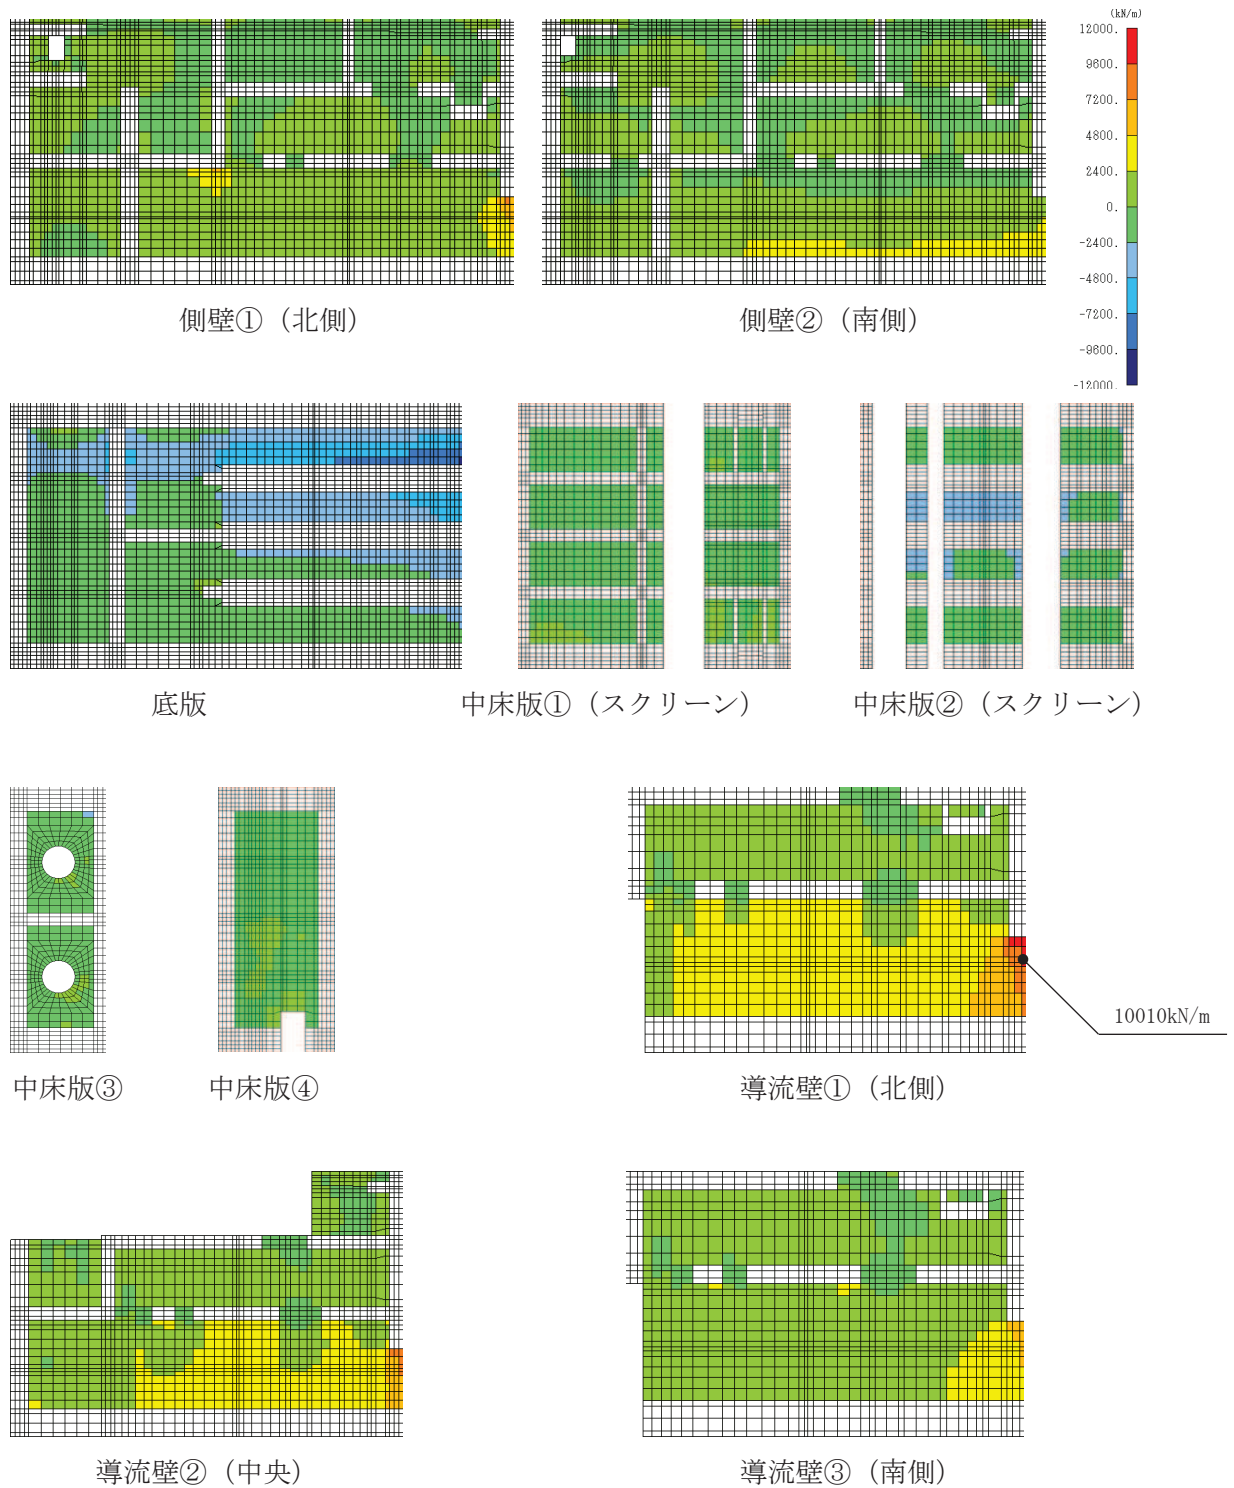 (kN/m)
12000.
9600.
7200.
4800.
2400.
0.
-2400.
-4800.
-7200.
-9600.
-12000.
側壁①（北側）
側壁②（南側）
底版
中床版①（スクリーン）
中床版②（スクリーン）
10010kN/m
中床版③
中床版④
導流壁①（北側）
導流壁②（中央）
導流壁③（南側）